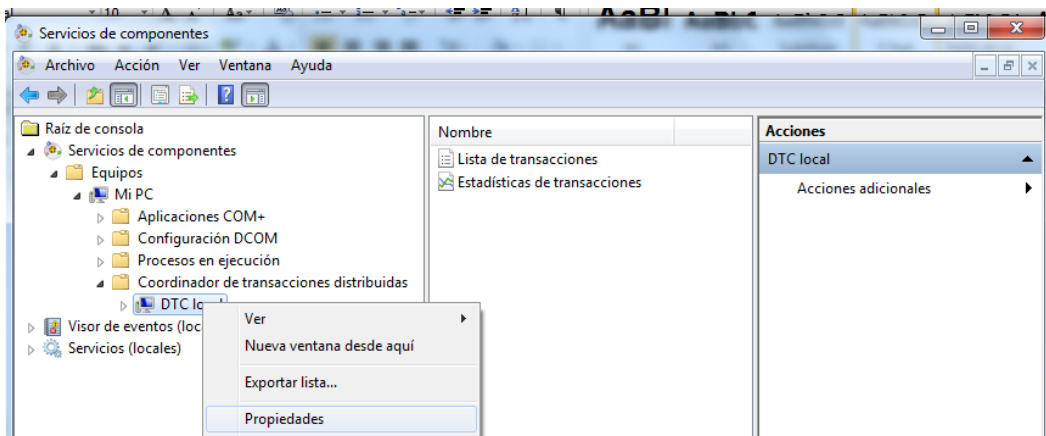 10
Servicios de componentes
Archivo Acción Ver Ventana Ayuda
Raíz de consola
Servicios de componentes
Equipos
Mi PC
Aplicaciones COM+
Configuración DCOM
Procesos en ejecución
Coordinador de transacciones distribuidas
DTC
Visor de eventos
Servicios (locales)
Nombre
Lista de transacciones
Estadísticas de transacciones
Acciones
DTC local
Acciones adicionales
Ver
Nueva ventana desde aquí
Exportar lista...
Propiedades